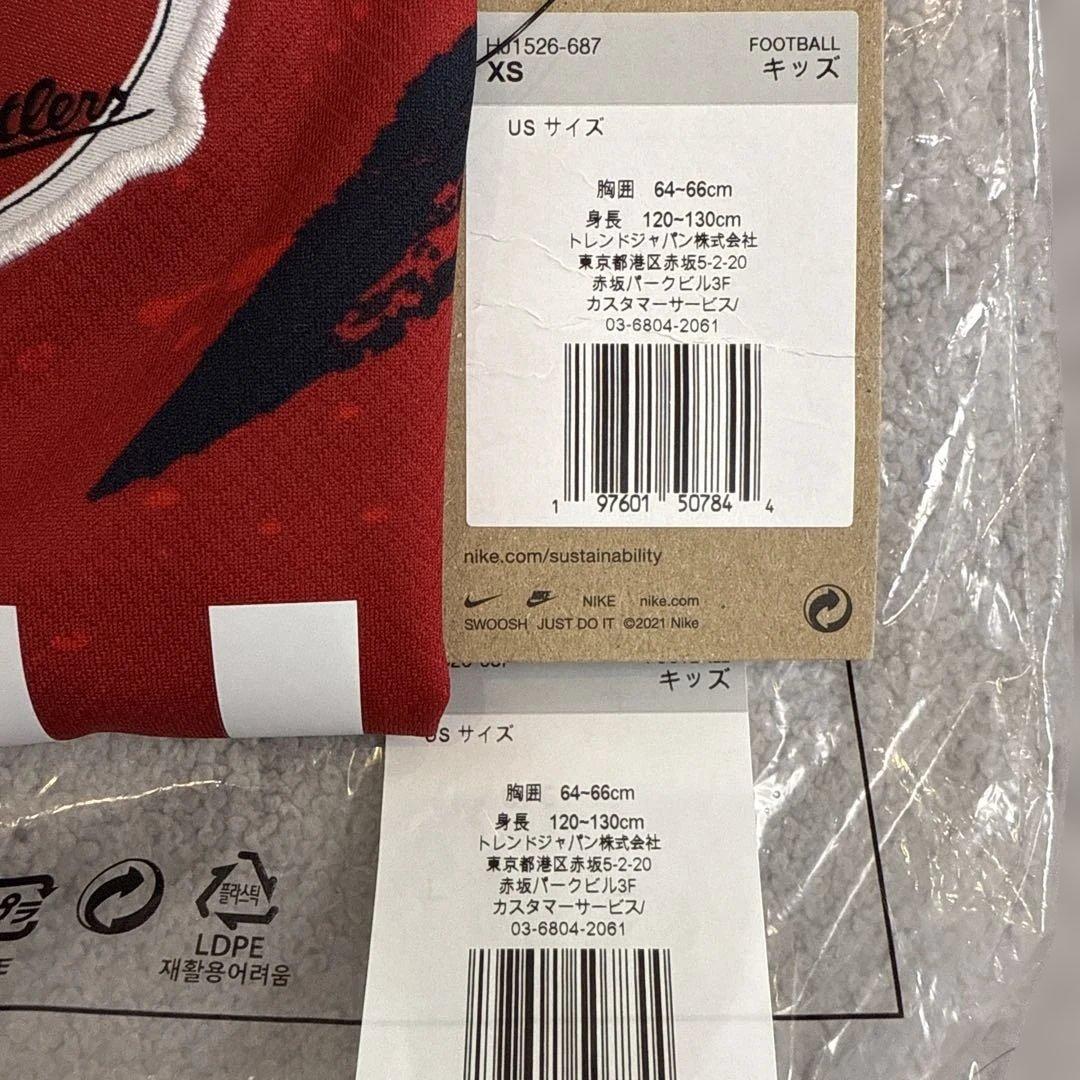 tlers
HJ1526-687
XS
FOOTBALL
キッズ
US サイズ
胸囲 64~66cm
身長 120~130cm
トレンドジャパン株式会社
東京都港区赤坂5-2-20
赤坂パークビル3F
カスタマーサービス/
03-6804-2061
1 97601 50784 4
nike.com/sustainability
NIKE nike.com
SWOOSH JUST DO IT ©2021 Nike
キッズ
US サイズ
胸囲 64~66cm
身長 120~130cm
トレンドジャパン株式会社
東京都港区赤坂5-2-20
赤坂パークビル3F
カスタマーサービス/
03-6804-2061
플라스틱
LDPE
재활용어려움